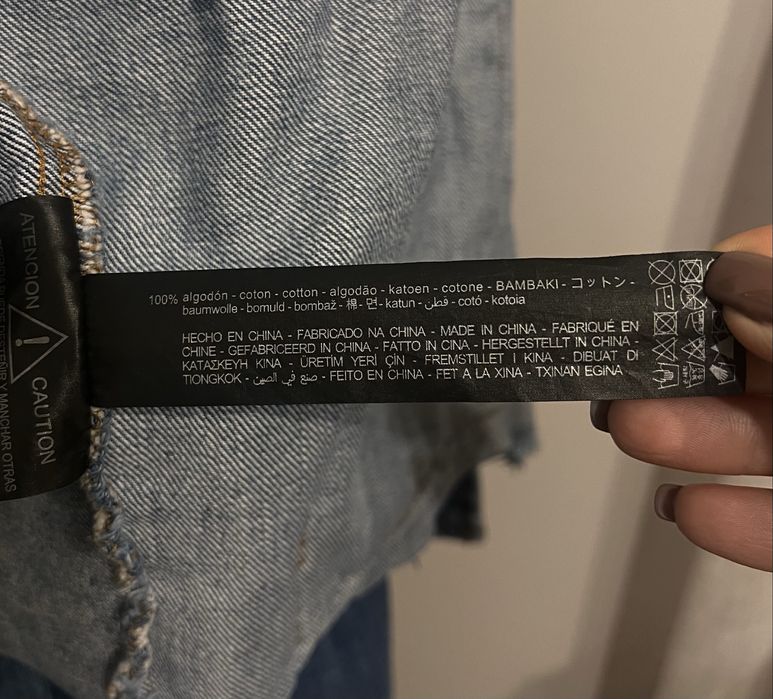 100% algodón - coton - cotton - algodão - katoen - cotone - BAMBAKI - コットン -
baumwolle - bomuld - bombaž - 棉 - 면 - katun - قطن - cotó - kotoia
HECHO EN CHINA - FABRICADO NA CHINA - MADE IN CHINA - FABRIQUÉ EN
CHINE - GEFABRICEERD IN CHINA - FATTO IN CINA - HERGESTELLT IN CHINA -
ΚΑΤΑΣΚΕΥΗ ΚΙΝΑ - ÜRETİM YERİ ÇİN - FREMSTILLET I KINA - DIBUAT DI
TIONGKOK - صنع في الصين - FEITO EN CHINA - FET A LA XINA - TXINAN EGINA
ATENCION
CAUTION
Y MANCHAR OTRAS